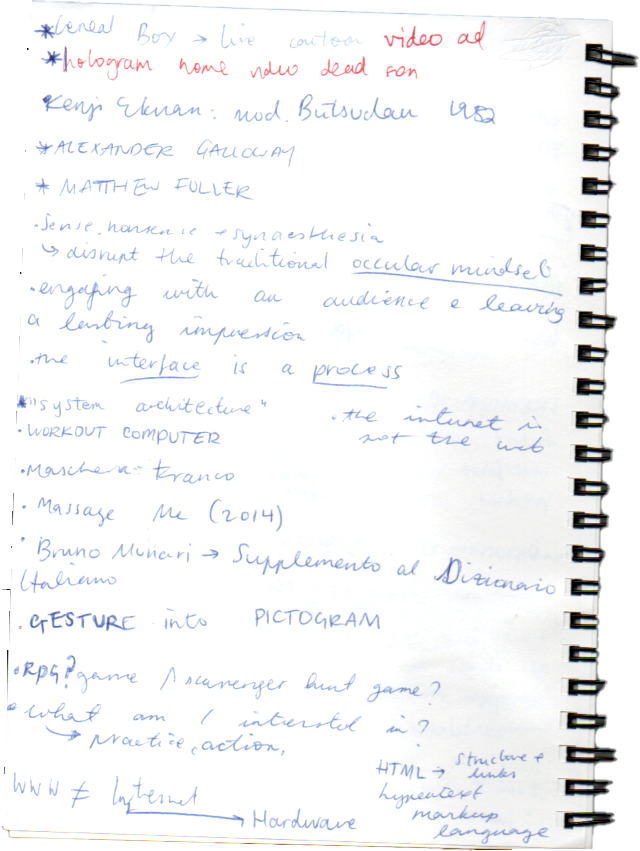 *Cereal Box → live cartoon video ad
*hologram home video dead son
Kenji Ekuan: mod. Butsudan 1982
*ALEXANDER GALLOWAY
* MATTHEW FULLER
·sense, nonsense + synaesthesia
↳ disrupt the traditional occular mindset
·engaging with an audience e leaving
a lasting impression
·the interface is a process
*"system architecture"
·the internet is
not the web
·WORKOUT COMPUTER
·Maschera - Franco
· Massage Me (2014)
· Bruno Munari → Supplemento al Dizionario
Italiano
· GESTURE into PICTOGRAM
·RPG? game / scavenger hunt game?
· what am I interested in?
↳ practice, action,
WWW ≠ Internet
→ Hardware
HTML → structure +
links
hypertext
markup
language